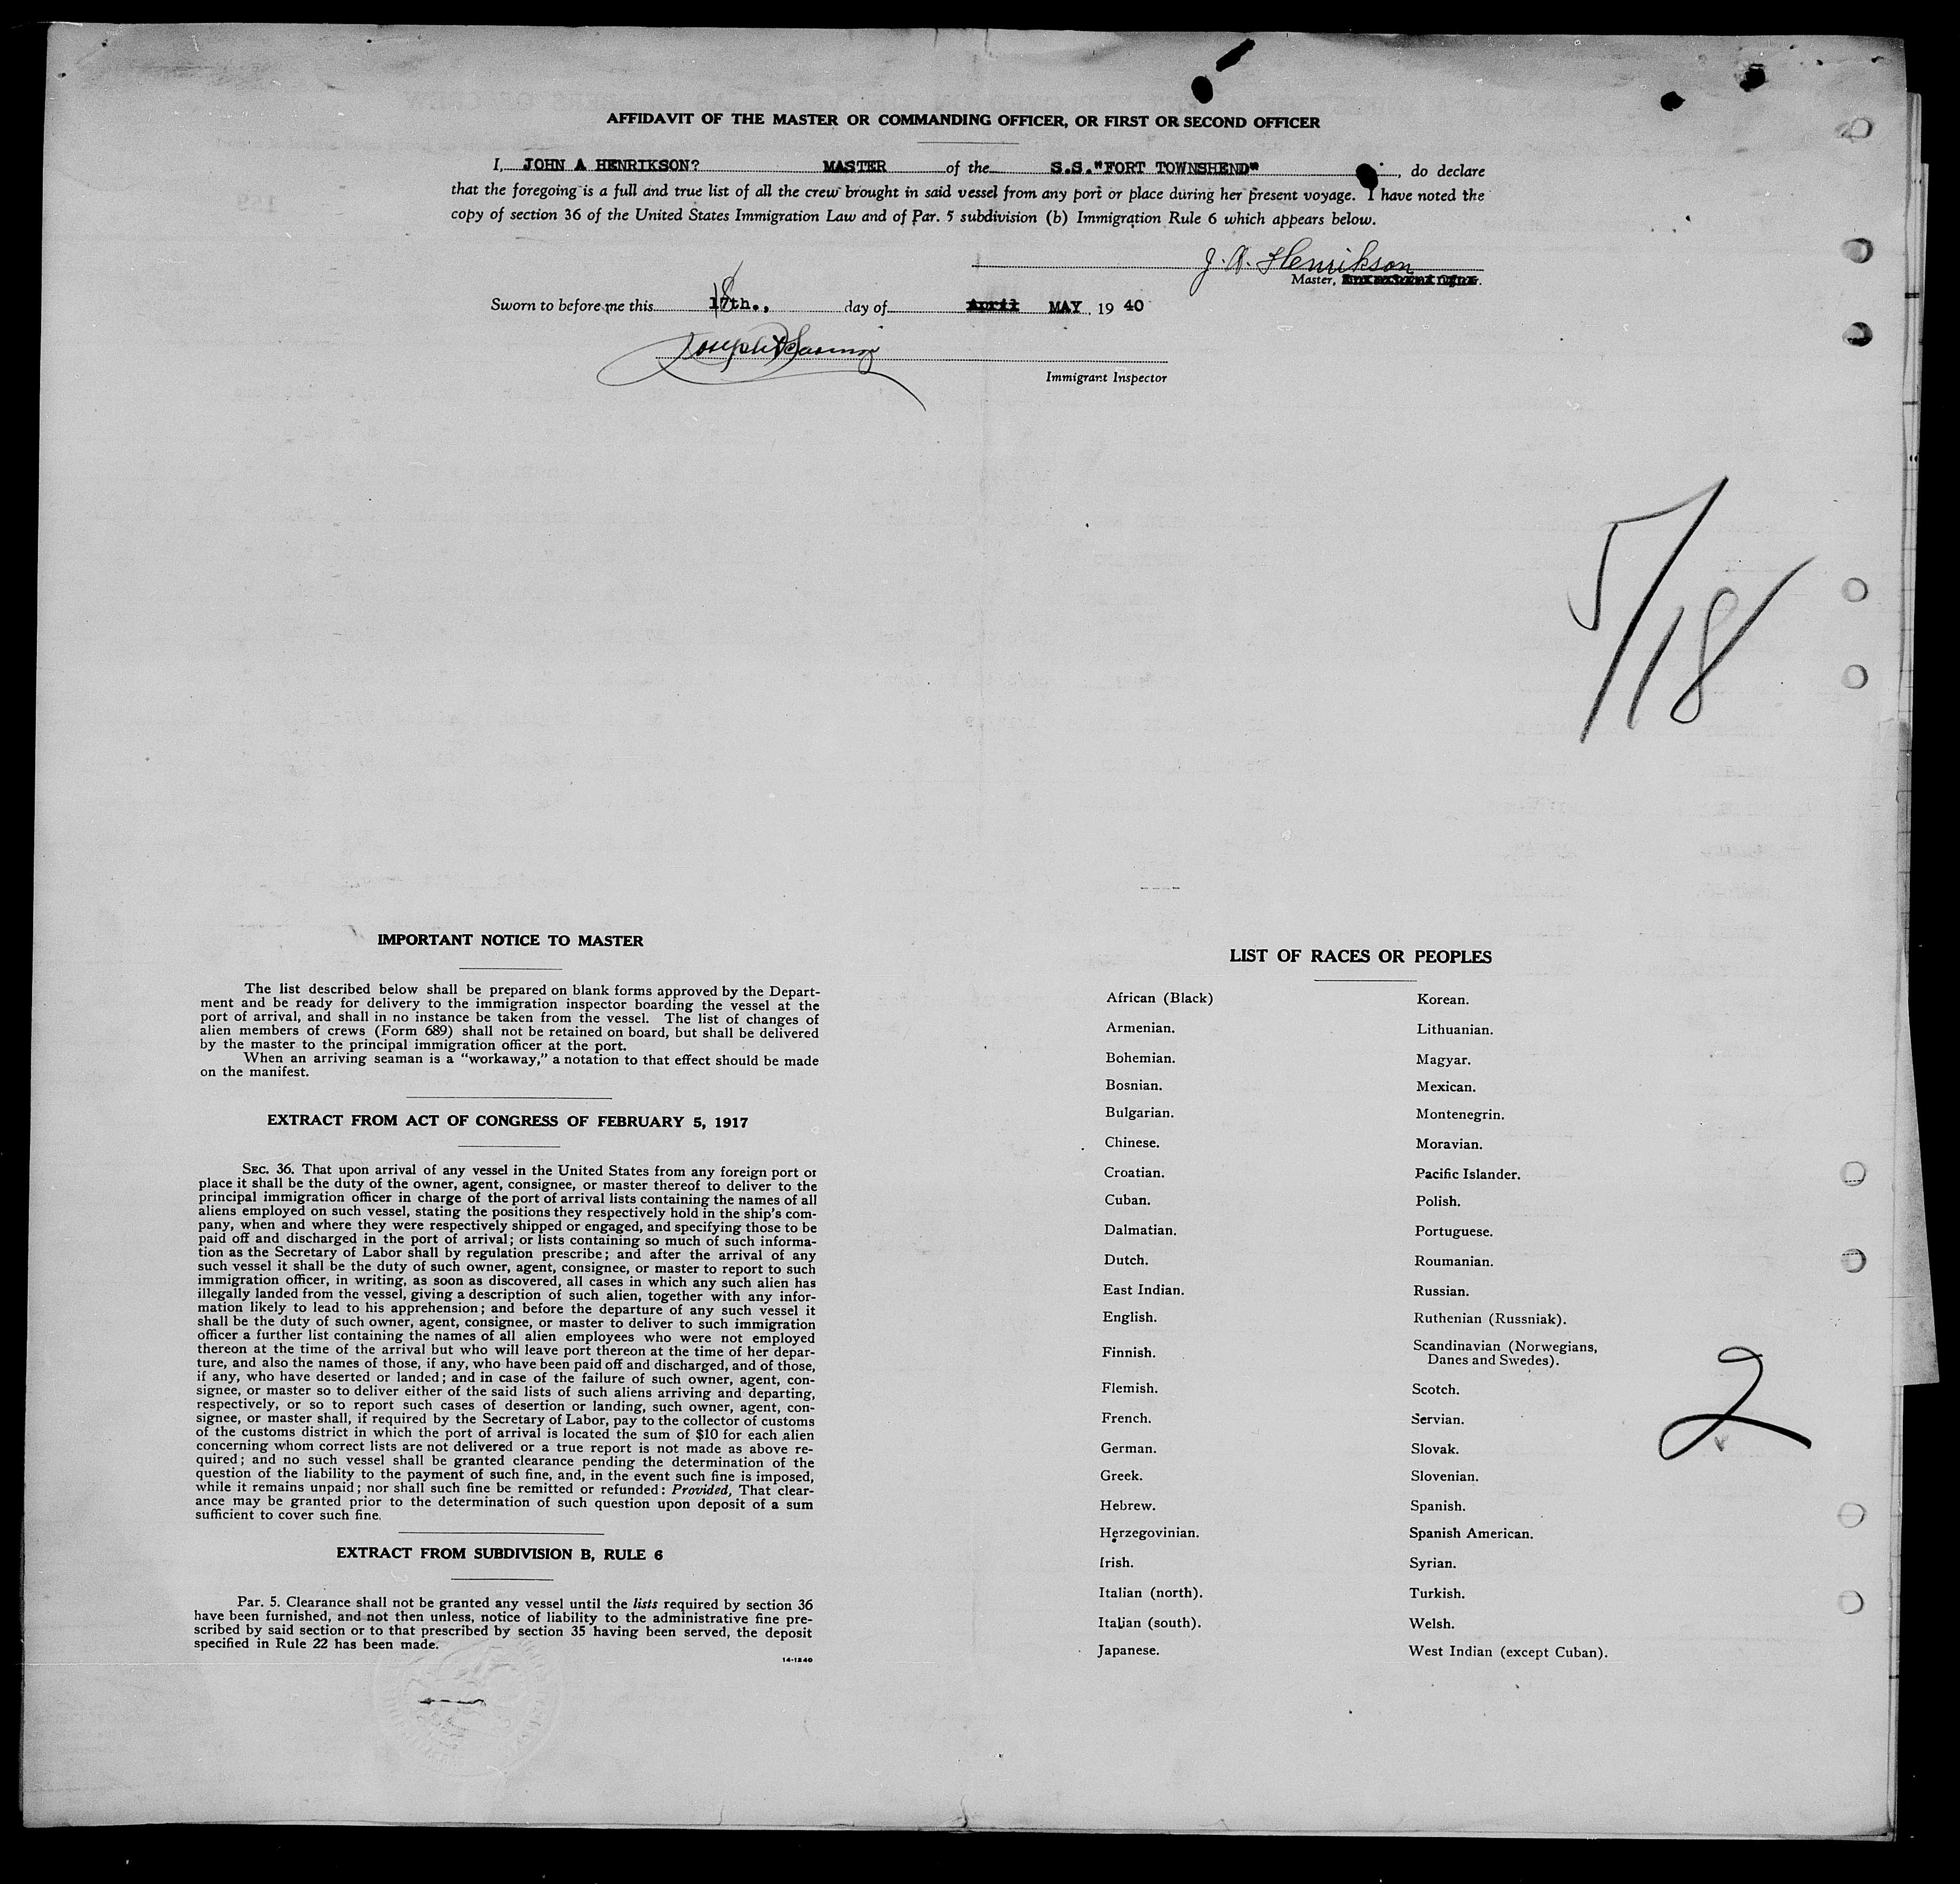 AFFIDAVIT OF THE MASTER OR COMMANDING OFFICER, OR FIRST OR SECOND OFFICER
I, JOHN A HENRIKSON? MASTER of the S.S."FORT TOWNSHEND" , do declare
that the foregoing is a full and true list of all the crew brought in said vessel from any port or place during her present voyage. I have noted the
copy of section 36 of the United States Immigration Law and of Par. 5 subdivision (b) Immigration Rule 6 which appears below.
J. A. Henrikson
Master,
Sworn to before me this 18 17th., day of April MAY, 19 40
Joseph
Immigrant Inspector
5/18
IMPORTANT NOTICE TO MASTER
The list described below shall be prepared on blank forms approved by the Depart-
ment and be ready for delivery to the immigration inspector boarding the vessel at the
port of arrival, and shall in no instance be taken from the vessel. The list of changes of
alien members of crews (Form 689) shall not be retained on board, but shall be delivered
by the master to the principal immigration officer at the port.
When an arriving seaman is a "workaway," a notation to that effect should be made
on the manifest.
EXTRACT FROM ACT OF CONGRESS OF FEBRUARY 5, 1917
SEC. 36. That upon arrival of any vessel in the United States from any foreign port or
place it shall be the duty of the owner, agent, consignee, or master thereof to deliver to the
principal immigration officer in charge of the port of arrival lists containing the names of all
aliens employed on such vessel, stating the positions they respectively hold in the ship's com-
pany, when and where they were respectively shipped or engaged, and specifying those to be
paid off and discharged in the port of arrival; or lists containing so much of such informa-
tion as the Secretary of Labor shall by regulation prescribe; and after the arrival of any
such vessel it shall be the duty of such owner, agent, consignee, or master to report to such
immigration officer, in writing, as soon as discovered, all cases in which any such alien has
illegally landed from the vessel, giving a description of such alien, together with any infor-
mation likely to lead to his apprehension; and before the departure of any such vessel it
shall be the duty of such owner, agent, consignee, or master to deliver to such immigration
officer a further list containing the names of all alien employees who were not employed
thereon at the time of the arrival but who will leave port thereon at the time of her depar-
ture, and also the names of those, if any, who have been paid off and discharged, and of those,
if any, who have deserted or landed; and in case of the failure of such owner, agent, con-
signee, or master so to deliver either of the said lists of such aliens arriving and departing,
respectively, or so to report such cases of desertion or landing, such owner, agent, con-
signee, or master shall, if required by the Secretary of Labor, pay to the collector of customs
of the customs district in which the port of arrival is located the sum of $10 for each alien
concerning whom correct lists are not delivered or a true report is not made as above re-
quired; and no such vessel shall be granted clearance pending the determination of the
question of the liability to the payment of such fine, and, in the event such fine is imposed,
while it remains unpaid; nor shall such fine be remitted or refunded: Provided, That clear-
ance may be granted prior to the determination of such question upon deposit of a sum
sufficient to cover such fine.
EXTRACT FROM SUBDIVISION B, RULE 6
Par. 5. Clearance shall not be granted any vessel until the lists required by section 36
have been furnished, and not then unless, notice of liability to the administrative fine pre-
scribed by said section or to that prescribed by section 35 having been served, the deposit
specified in Rule 22 has been made.
14-1240
LIST OF RACES OR PEOPLES
African (Black)
Armenian.
Bohemian.
Bosnian.
Bulgarian.
Chinese.
Croatian.
Cuban.
Dalmatian.
Dutch.
East Indian.
English.
Finnish.
Flemish.
French.
German.
Greek.
Hebrew.
Herzegovinian.
Irish.
Italian (north).
Italian (south).
Japanese.
Korean.
Lithuanian.
Magyar.
Mexican.
Montenegrin.
Moravian.
Pacific Islander.
Polish.
Portuguese.
Roumanian.
Russian.
Ruthenian (Russniak).
Scandinavian (Norwegians,
Danes and Swedes).
Scotch.
Servian.
Slovak.
Slovenian.
Spanish.
Spanish American.
Syrian.
Turkish.
Welsh.
West Indian (except Cuban).
2